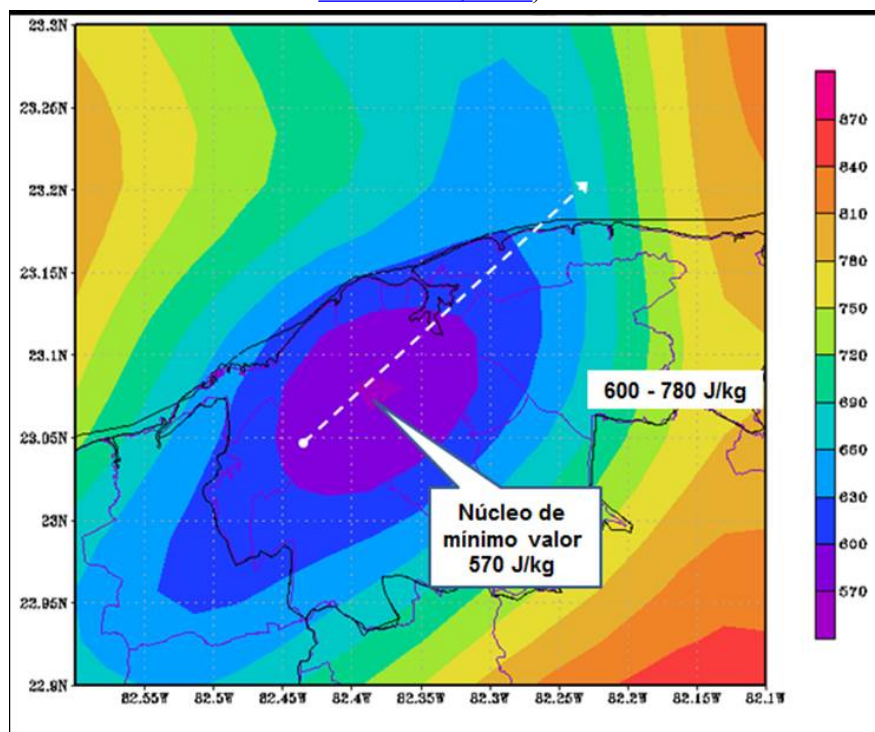 23.3N
870
23.25N
840
23.2N
810
780
23.15N
750
23.1N
720
600 - 780 J/kg
690
23.05N
660
Núcleo de
mínimo valor
570 J/kg
23N
630
600
22.95N
570
22.9N
82.55W 82.5W 82.45W 82.4W 82.35W 82.3W 82.25W 82.2W 82.15W 82.1W